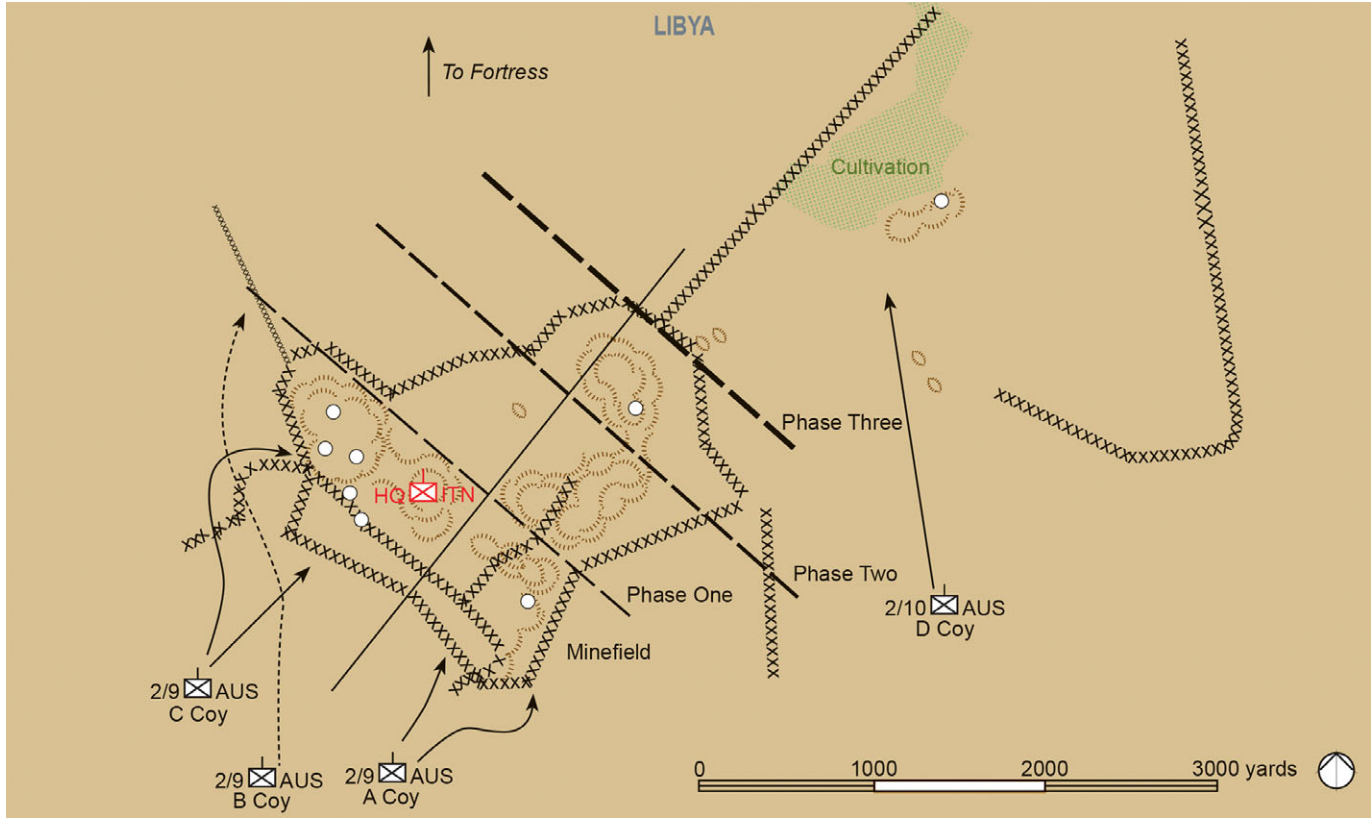 LIBYA
To Fortress
Cultivation
Phase Three
HQ ITN
Phase Two
Phase One
2/10 AUS
D Coy
Minefield
2/9 AUS
C Coy
2/9 AUS
B Coy
2/9 AUS
A Coy
0 1000 2000 3000 yards